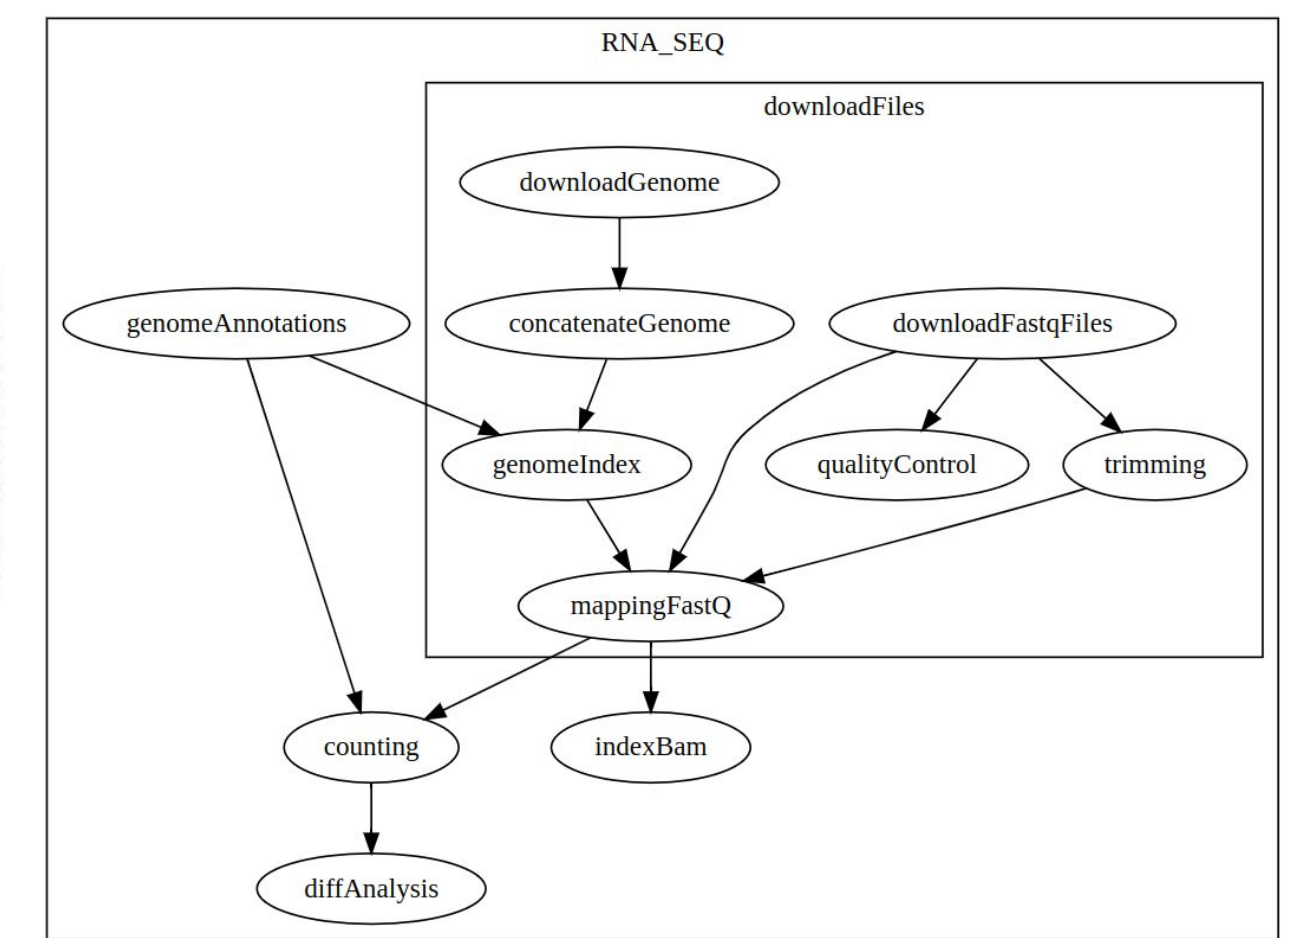 RNA_SEQ
downloadFiles
downloadGenome
genomeAnnotations
concatenateGenome
downloadFastqFiles
genomeIndex
qualityControl
trimming
mappingFastQ
counting
indexBam
diffAnalysis